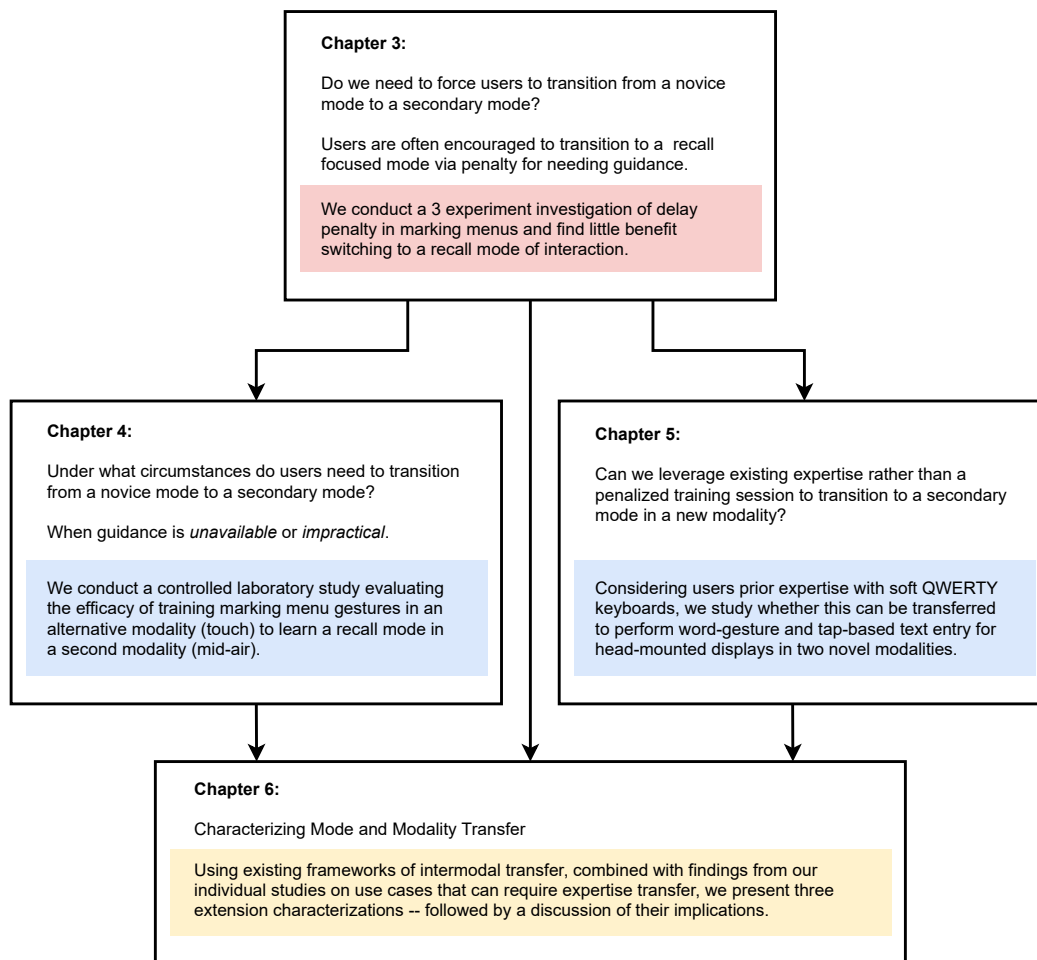 Chapter 3:
Do we need to force users to transition from a novice
mode to a secondary mode?
Users are often encouraged to transition to a recall
focused mode via penalty for needing guidance.
We conduct a 3 experiment investigation of delay
penalty in marking menus and find little benefit
switching to a recall mode of interaction.
Chapter 4:
Under what circumstances do users need to transition
from a novice mode to a secondary mode?
When guidance is unavailable or impractical.
We conduct a controlled laboratory study evaluating
the efficacy of training marking menu gestures in an
alternative modality (touch) to learn a recall mode in
a second modality (mid-air).
Chapter 5:
Can we leverage existing expertise rather than a
penalized training session to transition to a secondary
mode in a new modality?
Considering users prior expertise with soft QWERTY
keyboards, we study whether this can be transferred
to perform word-gesture and tap-based text entry for
head-mounted displays in two novel modalities.
Chapter 6:
Characterizing Mode and Modality Transfer
Using existing frameworks of intermodal transfer, combined with findings from our
individual studies on use cases that can require expertise transfer, we present three
extension characterizations -- followed by a discussion of their implications.